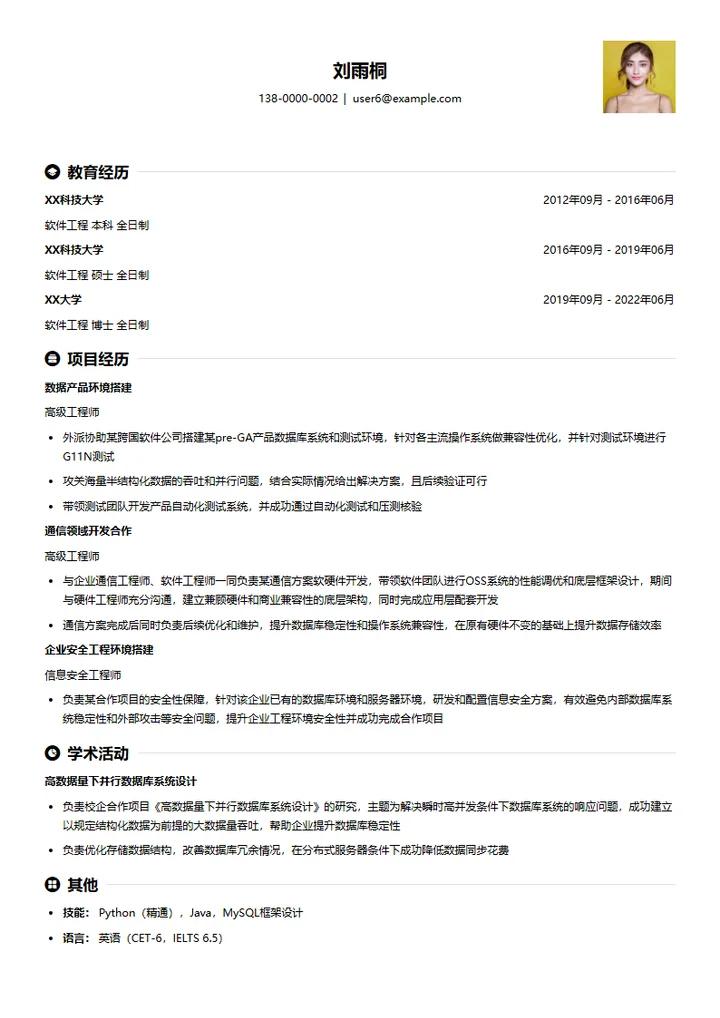 刘雨桐
138-0000-0002 | user6@example.com
教育经历
XX科技大学 2012年09月 - 2016年06月
软件工程 本科 全日制
XX科技大学 2016年09月 - 2019年06月
软件工程 硕士 全日制
XX大学 2019年09月 - 2022年06月
软件工程 博士 全日制
项目经历
数据产品环境搭建
高级工程师
• 外派协助某跨国软件公司搭建某pre-GA产品数据库系统和测试环境，针对各主流操作系统做兼容性优化，并针对测试环境进行
G11N测试
• 攻关海量半结构化数据的吞吐和并行问题，结合实际情况给出解决方案，且后续验证可行
• 带领测试团队开发产品自动化测试系统，并成功通过自动化测试和压测核验
通信领域开发合作
高级工程师
• 与企业通信工程师、软件工程师一同负责某通信方案软硬件开发，带领软件团队进行OSS系统的性能调优和底层框架设计，期间
与硬件工程师充分沟通，建立兼顾硬件和商业兼容性的底层架构，同时完成应用层配套开发
• 通信方案完成后同时负责后续优化和维护，提升数据库稳定性和操作系统兼容性，在原有硬件不变的基础上提升数据存储效率
企业安全工程环境搭建
信息安全工程师
• 负责某合作项目的安全性保障，针对该企业已有的数据库环境和服务器环境，研发和配置信息安全方案，有效避免内部数据库系
统稳定性和外部攻击等安全问题，提升企业工程环境安全性并成功完成合作项目
学术活动
高数据量下并行数据库系统设计
• 负责校企合作项目《高数据量下并行数据库系统设计》的研究，主题为解决瞬时高并发条件下数据库系统的响应问题，成功建立
以规定结构化数据为前提的大数据量吞吐，帮助企业提升数据库稳定性
• 负责优化存储数据结构，改善数据库冗余情况，在分布式服务器条件下成功降低数据同步花费
其他
• 技能： Python（精通）, Java，MySQL框架设计
• 语言： 英语（CET-6，IELTS 6.5）